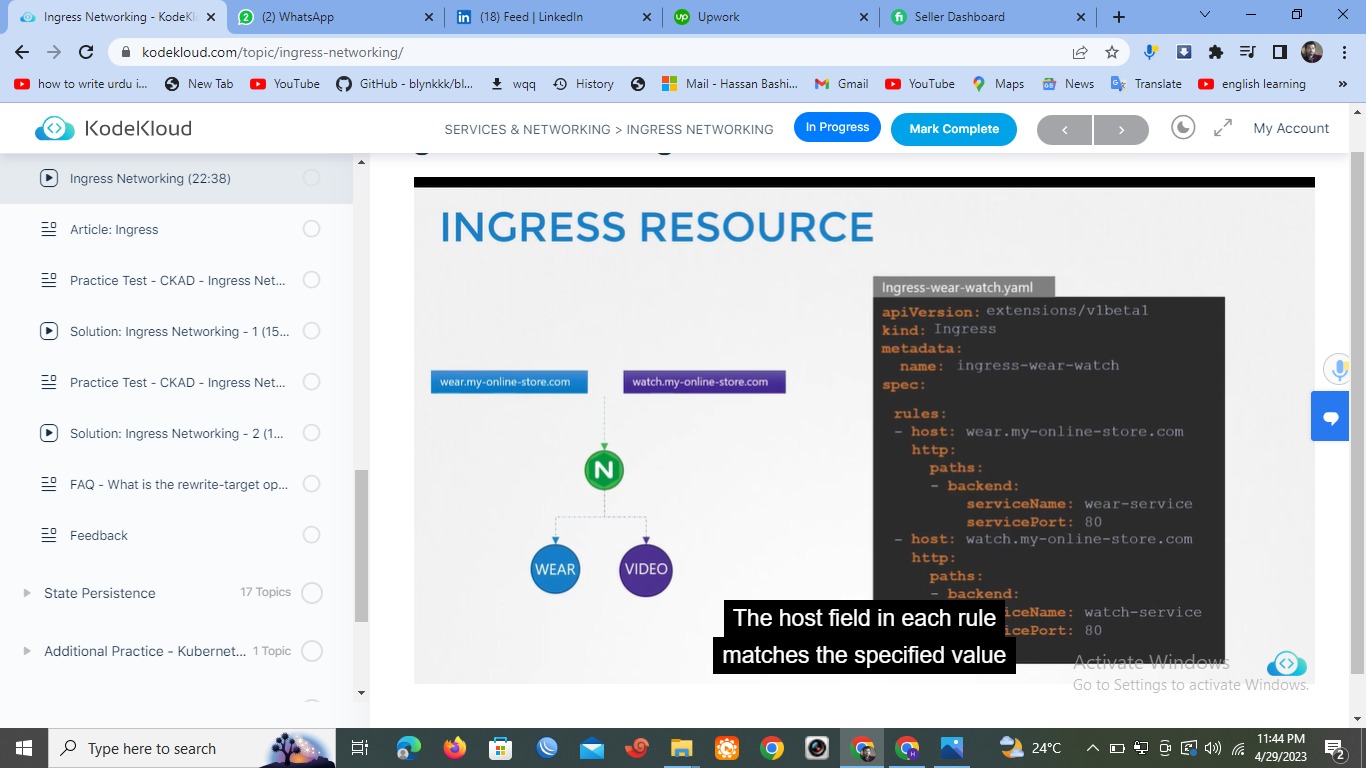 Ingress Networking - KodeKl
(2) WhatsApp
(18) Feed | LinkedIn
Upwork
Seller Dashboard
kodekloud.com/topic/ingress-networking/
how to write urdu i...
New Tab
YouTube
GitHub - blynkkk/bl...
wqq
History
Mail - Hassan Bashi...
Gmail
YouTube
Maps
News
Translate
english learning
»
KodeKloud
SERVICES & NETWORKING > INGRESS NETWORKING
In Progress
Mark Complete
<
>
My Account
Ingress Networking (22:38)
Article: Ingress
Practice Test - CKAD - Ingress Net...
Solution: Ingress Networking - 1 (15...
Practice Test - CKAD - Ingress Net...
Solution: Ingress Networking - 2 (1...
FAQ - What is the rewrite-target op...
Feedback
State Persistence
17 Topics
Additional Practice - Kubernet...
1 Topic
INGRESS RESOURCE
wear.my-online-store.com
watch.my-online-store.com
N
WEAR
VIDEO
Ingress-wear-watch.yaml
apiVersion: extensions/v1beta1
kind: Ingress
metadata:
name: ingress-wear-watch
spec:
rules:
- host: wear.my-online-store.com
http:
paths:
- backend:
serviceName: wear-service
servicePort: 80
- host: watch.my-online-store.com
http:
paths:
- backend:
iceName: watch-service
icePort: 80
The host field in each rule
matches the specified value
Activate Windows
Go to Settings to activate Windows.
Type here to search
24°C
11:44 PM
4/29/2023
2